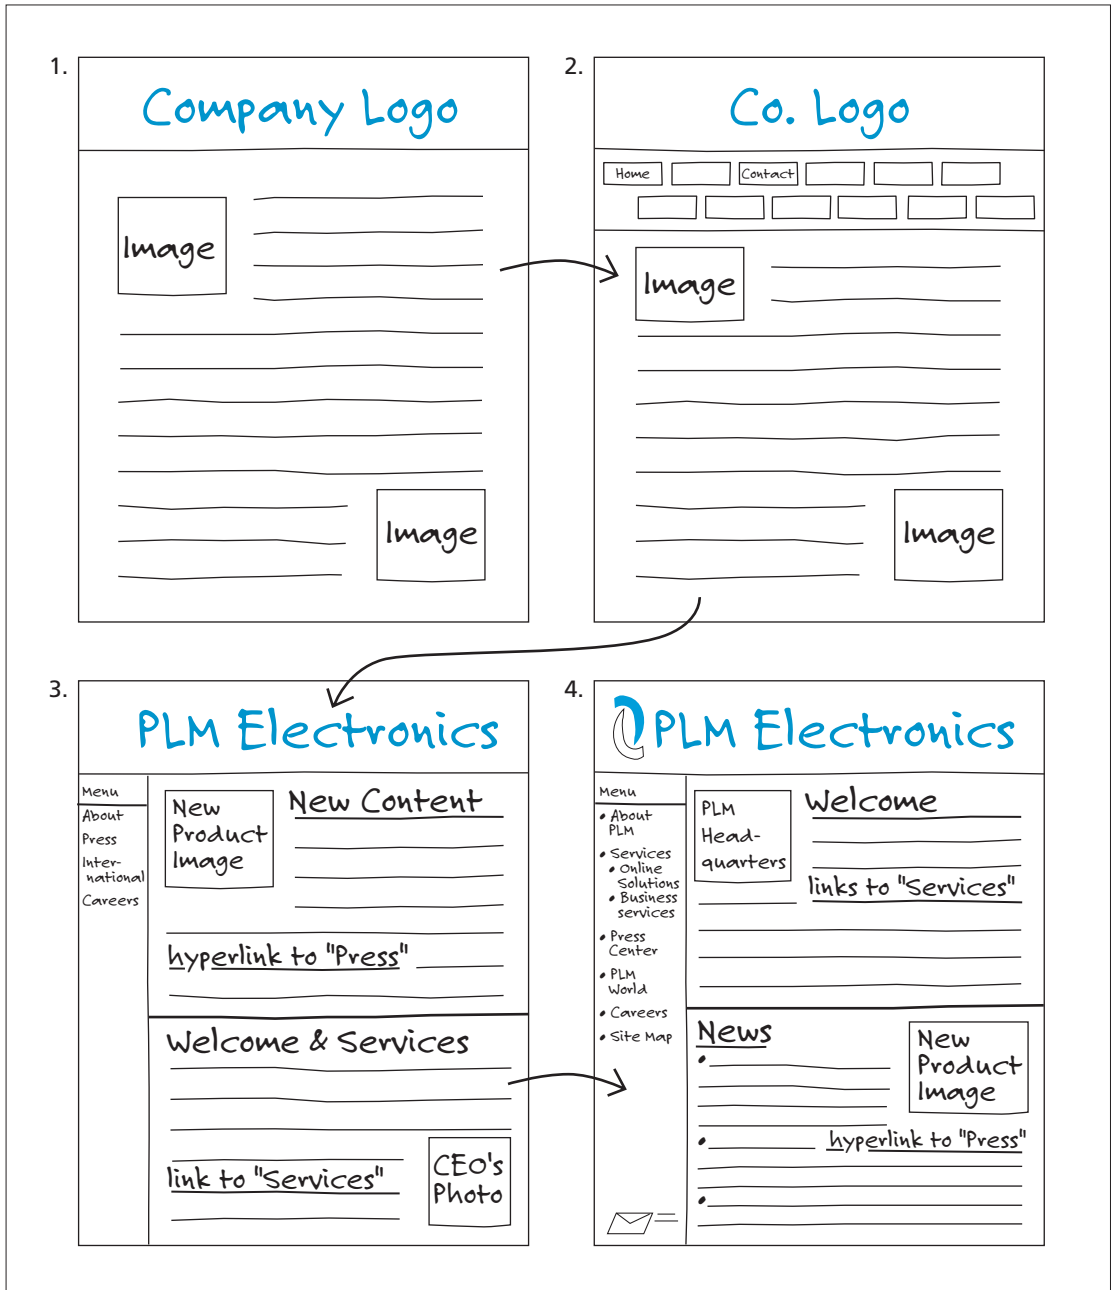 1.
Company Logo
Image
Image
2.
Co. Logo
Home
Contact
Image
Image
3.
PLM Electronics
Menu
About
Press
Inter-
national
Careers
New
Product
Image
New Content
hyperlink to "Press"
Welcome & Services
link to "Services"
CEO's
Photo
4.
PLM Electronics
Menu
• About
PLM
• Services
• Online
Solutions
• Business
services
• Press
Center
• PLM
World
• Careers
• Site Map
PLM
Head-
quarters
Welcome
links to "Services"
News
New
Product
Image
hyperlink to "Press"